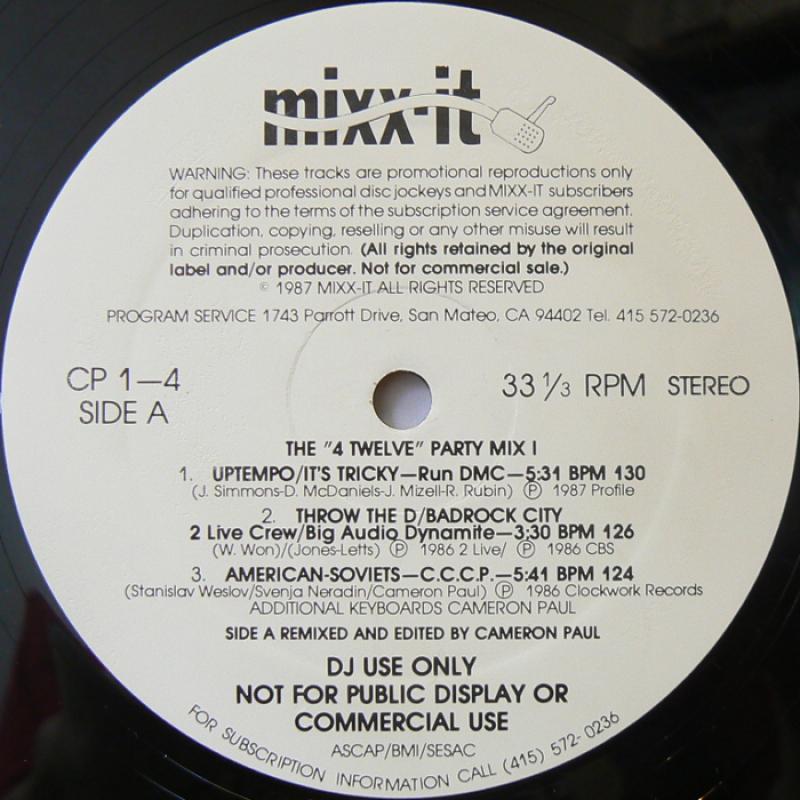 mixx-it
WARNING: These tracks are promotional reproductions only
for qualified professional disc jockeys and MIXX-IT subscribers
adhering to the terms of the subscription service agreement.
Duplication, copying, reselling or any other misuse will result
in criminal prosecution. (All rights retained by the original
label and/or producer. Not for commercial sale.)
© 1987 MIXX-IT ALL RIGHTS RESERVED
PROGRAM SERVICE 1743 Parrott Drive, San Mateo, CA 94402 Tel. 415 572-0236
CP 1—4
SIDE A
33 1/3 RPM STEREO
THE "4 TWELVE" PARTY MIX I
1. UPTEMPO/IT'S TRICKY—Run DMC—5:31 BPM 130
(J. Simmons-D. McDaniels-J. Mizell-R. Rubin) Ⓟ 1987 Profile
2. THROW THE D/BADROCK CITY
2 Live Crew/Big Audio Dynamite—3:30 BPM 126
(W. Won)/(Jones-Letts) Ⓟ 1986 2 Live/ Ⓟ 1986 CBS
3. AMERICAN-SOVIETS—C.C.C.P.—5:41 BPM 124
(Stanislav Weslov/Svenja Neradin/Cameron Paul) Ⓟ 1986 Clockwork Records
ADDITIONAL KEYBOARDS CAMERON PAUL
SIDE A REMIXED AND EDITED BY CAMERON PAUL
DJ USE ONLY
NOT FOR PUBLIC DISPLAY OR
COMMERCIAL USE
ASCAP/BMI/SESAC
FOR SUBSCRIPTION INFORMATION CALL (415) 572-0236